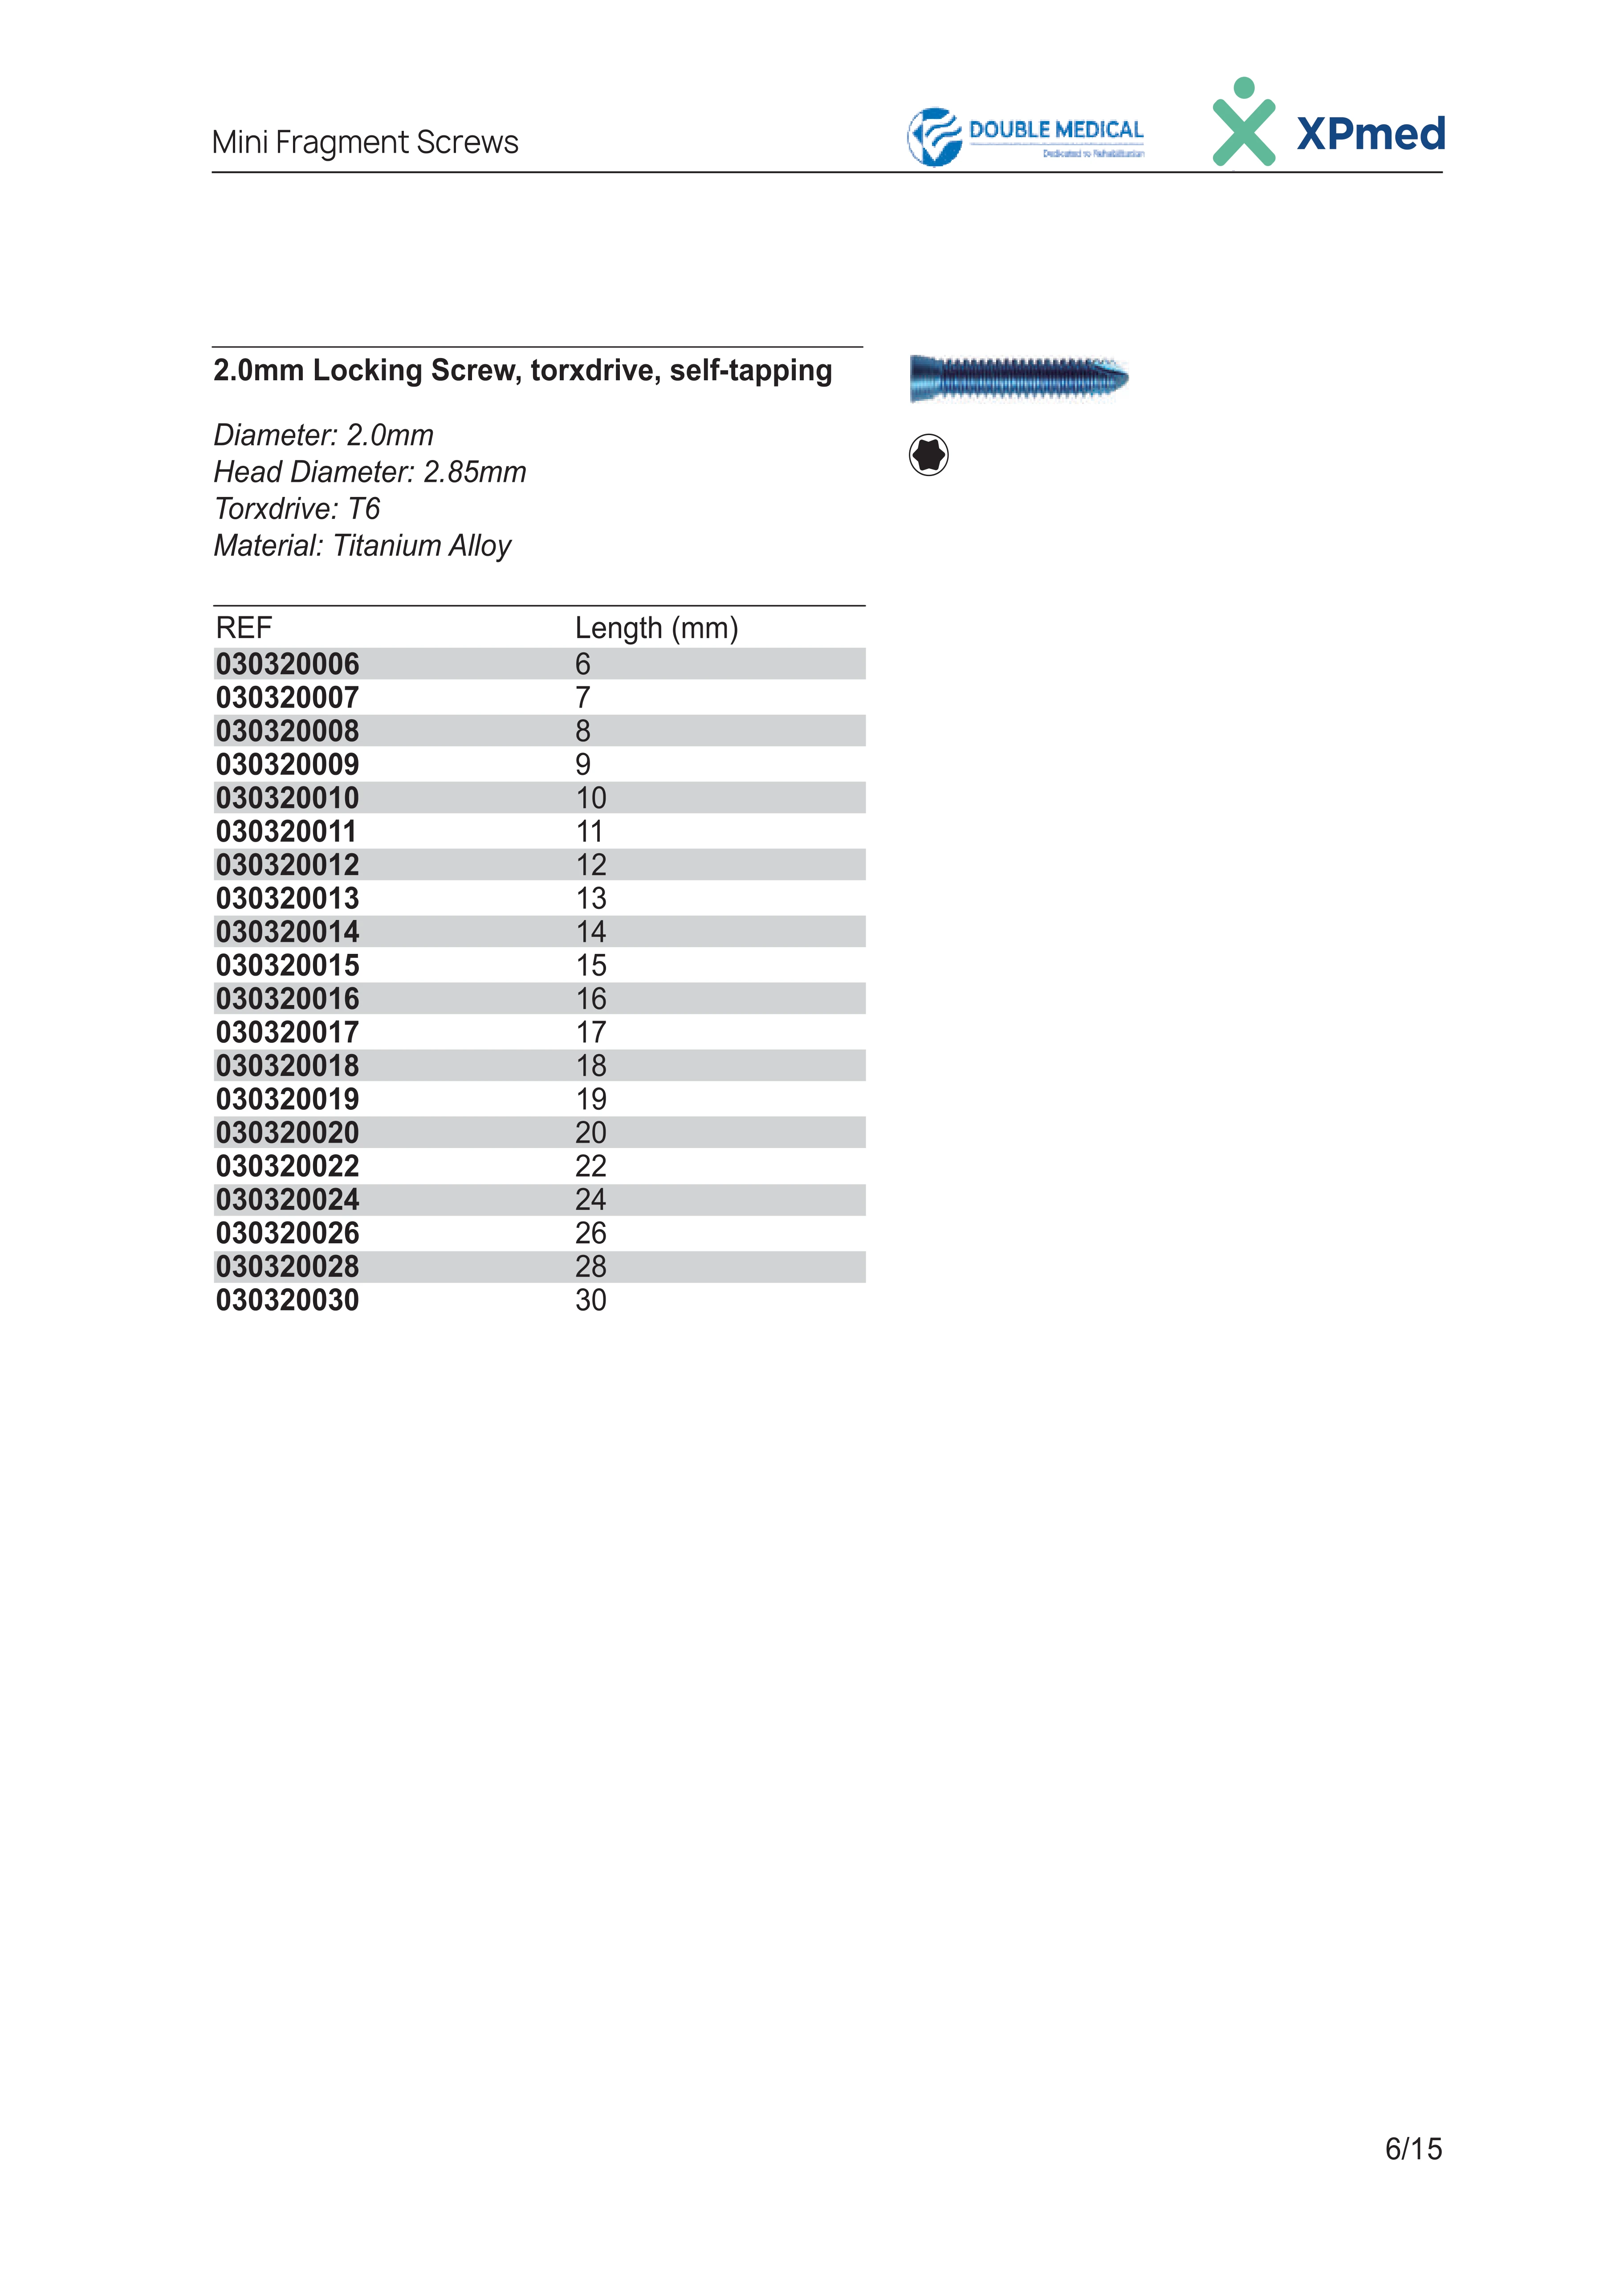 Mini Fragment Screws
DOUBLE MEDICAL
Dedicated to Rehabilitation
XPmed
2.0mm Locking Screw, torxdrive, self-tapping
Diameter: 2.0mm
Head Diameter: 2.85mm
Torxdrive: T6
Material: Titanium Alloy
REF Length (mm)
030320006 6
030320007 7
030320008 8
030320009 9
030320010 10
030320011 11
030320012 12
030320013 13
030320014 14
030320015 15
030320016 16
030320017 17
030320018 18
030320019 19
030320020 20
030320022 22
030320024 24
030320026 26
030320028 28
030320030 30
6/15